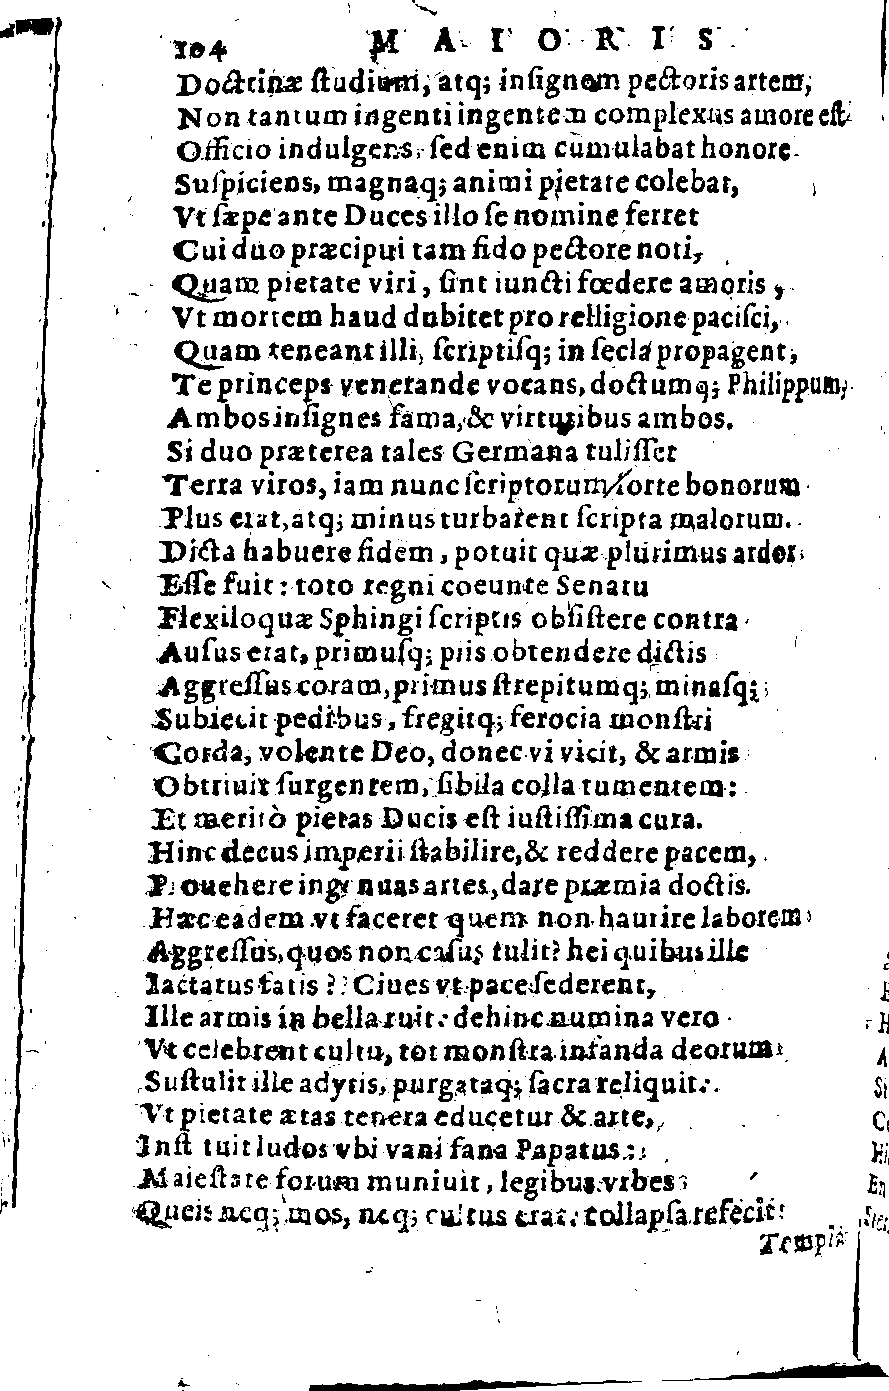 104 MAIORIS
Doctrinæ ſtudium, atq; inſignem pectoris artem,
Non tantum ingenti ingentem complexus amore eſt
Officio indulgens, ſed enim cumulabat honore.
Suſpiciens, magnaq; animi pietate colebat,
Vt ſæpe ante Duces illo ſe nomine ferret
Cui duo præcipui tam fido pectore noti,
Quam pietate viri, ſint iuncti fœdere amoris,
Vt mortem haud dubitet pro relligione paciſci,
Quam teneant illi, ſcriptiſq; in ſecla propagent,
Te princeps venerande vocans, doctumq; Philippum,
Ambos inſignes fama, & virtutibus ambos.
Si duo præterea tales Germana tuliſſet
Terra viros, iam nunc ſcriptorum forte bonorum
Plus erat, atq; minus turbarent ſcripta malorum.
Dicta habuere fidem, potuit quæ plurimus ardor
Eſſe fuit: toto regni coeunte Senatu
Flexiloquæ Sphingi ſcriptis obſiſtere contra
Auſus erat, primuſq; piis obtendere dictis
Aggreſſus coram, primus ſtrepitumq; minaſq;
Subiecit pedibus, fregitq; ferocia monſtri
Corda, volente Deo, donec vi vicit, & armis
Obtriuit ſurgentem, ſibila colla tumentem:
Et meritò pietas Ducis eſt iuſtiſſima cura.
Hinc decus imperii ſtabilire, & reddere pacem,
Prouehere ingenuas artes, dare præmia doctis.
Hæc eadem vt faceret quem non haurire laborem
Aggreſſus, quos non caſus tulit? hei quibus ille
Iactatus fatis? Ciues vt pace ſederent,
Ille armis in bella ruit: dehinc numina vero
Vt celebrent cultu, tot monſtra infanda deorum
Suſtulit ille adytis, purgataq; ſacra reliquit.
Vt pietate ætas tenera educetur & arte,
Inſtituit ludos vbi vani fana Papatus:
Maieſtate forum muniuit, legibus vrbes
Queis neq; mos, neq; cultus erat: collapſa refecit
Templa